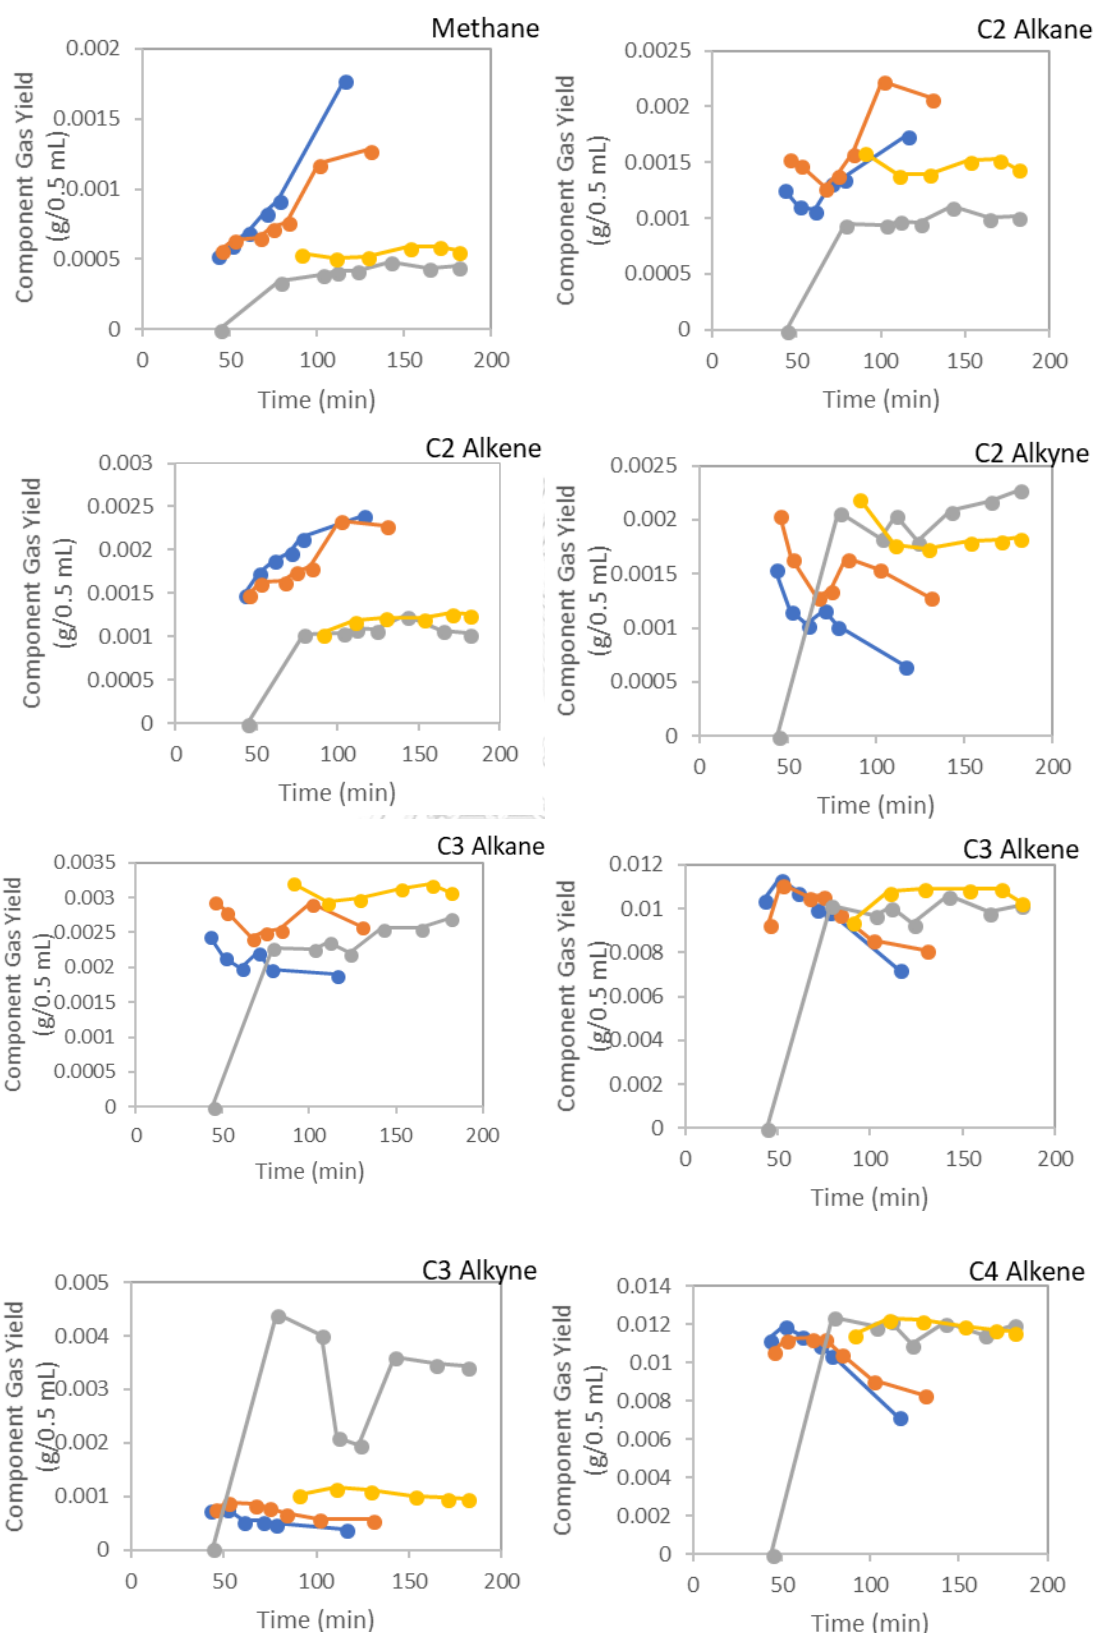 Methane
0.002
0.0015
0.001
0.0005
0
0 50 100 150 200
Time (min)
Component Gas Yield
(g/0.5 mL)
C2 Alkane
0.0025
0.002
0.0015
0.001
0.0005
0
0 50 100 150 200
Time (min)
Component Gas Yield
(g/0.5 mL)
C2 Alkene
0.003
0.0025
0.002
0.0015
0.001
0.0005
0
0 50 100 150 200
Time (min)
Component Gas Yield
(g/0.5 mL)
C2 Alkyne
0.0025
0.002
0.0015
0.001
0.0005
0
0 50 100 150 200
Time (min)
Component Gas Yield
(g/0.5 mL)
C3 Alkane
0.0035
0.003
0.0025
0.002
0.0015
0.001
0.0005
0
0 50 100 150 200
Time (min)
Component Gas Yield
(g/0.5 mL)
C3 Alkene
0.012
0.01
0.008
0.006
0.004
0.002
0
0 50 100 150 200
Time (min)
Component Gas Yield
(g/0.5 mL)
C3 Alkyne
0.005
0.004
0.003
0.002
0.001
0
0 50 100 150 200
Time (min)
Component Gas Yield
(g/0.5 mL)
C4 Alkene
0.014
0.012
0.01
0.008
0.006
0.004
0.002
0
0 50 100 150 200
Time (min)
Component Gas Yield
(g/0.5 mL)